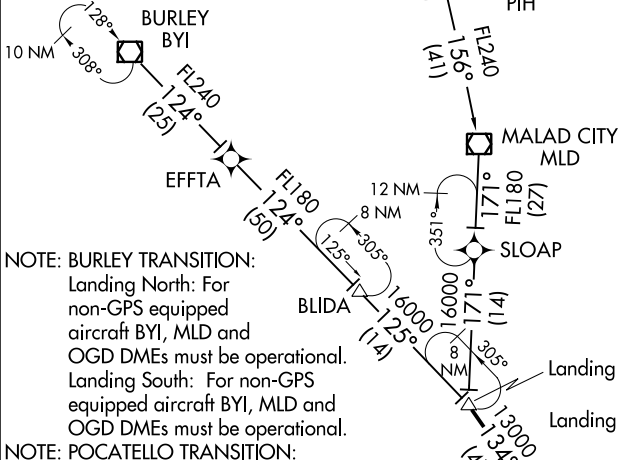 PIH
BURLEY
BYI
128°
308°
10 NM
FL240
124°
(25)
FL240
156°
(41)
MALAD CITY
MLD
EFFTA
FL180
124°
(50)
12 NM
351°
171°
FL180
(27)
SLOAP
8 NM
125°
305°
NOTE: BURLEY TRANSITION:
Landing North: For
non-GPS equipped
aircraft BYI, MLD and
OGD DMEs must be operational.
Landing South: For non-GPS
equipped aircraft BYI, MLD and
OGD DMEs must be operational.
NOTE: POCATELLO TRANSITION:
BLIDA
16000
125°
(14)
16000
171°
(14)
8
NM
305°
Landing
Landing
13000
134°